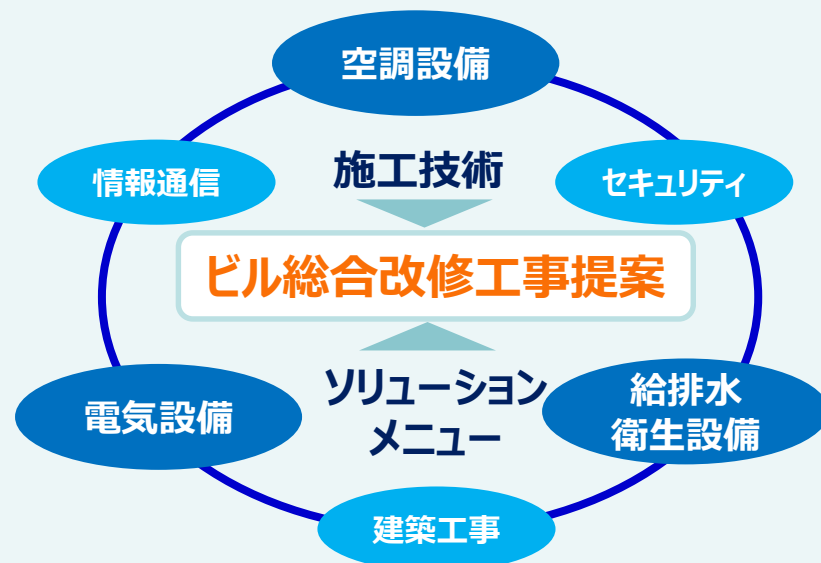 空調設備
情報通信
施工技術
セキュリティ
ビル総合改修工事提案
電気設備
ソリューション
メニュー
給排水
衛生設備
建築工事